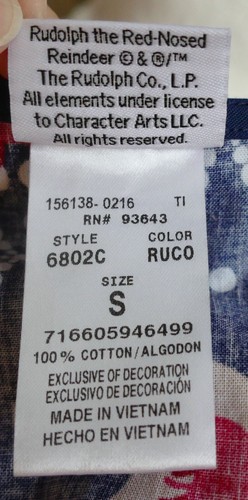 Rudolph the Red-Nosed
Reindeer © & ®/™
The Rudolph Co., L.P.
All elements under license
to Character Arts LLC.
All rights reserved.
156138- 0216 TI
RN# 93643
STYLE COLOR
6802C RUCO
SIZE
S
716605946499
100% COTTON/ALGODON
EXCLUSIVE OF DECORATION
EXCLUSIVO DE DECORACIÓN
MADE IN VIETNAM
HECHO EN VIETNAM